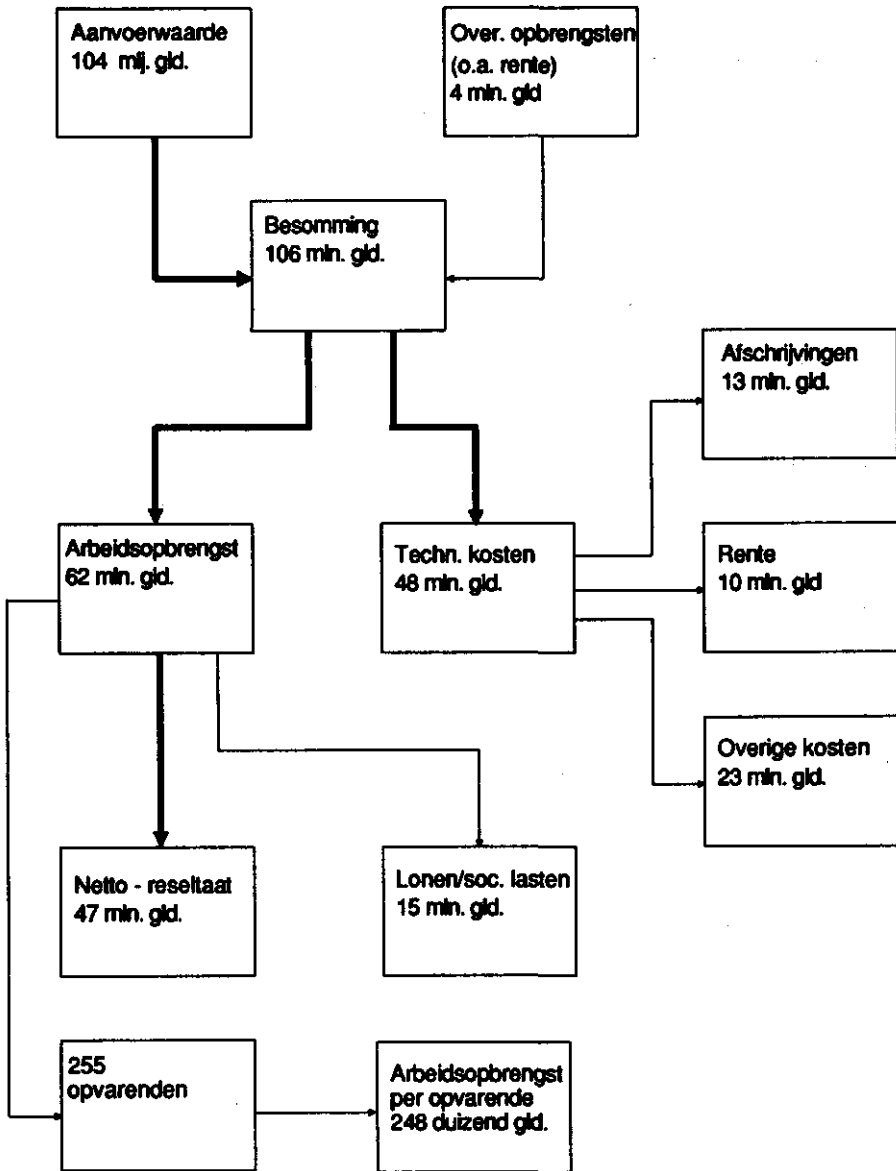 Aanvoerwaarde
104 mij. gld.
Over. opbrengsten
(o.a. rente)
4 mln. gld
Besomming
106 mln. gld.
Afschrijvingen
13 mln. gld.
Arbeidsopbrengst
62 mln. gld.
Techn. kosten
48 mln. gld.
Rente
10 mln. gld
Overige kosten
23 mln. gld.
Netto - reseltaat
47 mln. gld.
Lonen/soc. lasten
15 mln. gld.
255
opvarenden
Arbeidsopbrengst
per opvarende
248 duizend gld.